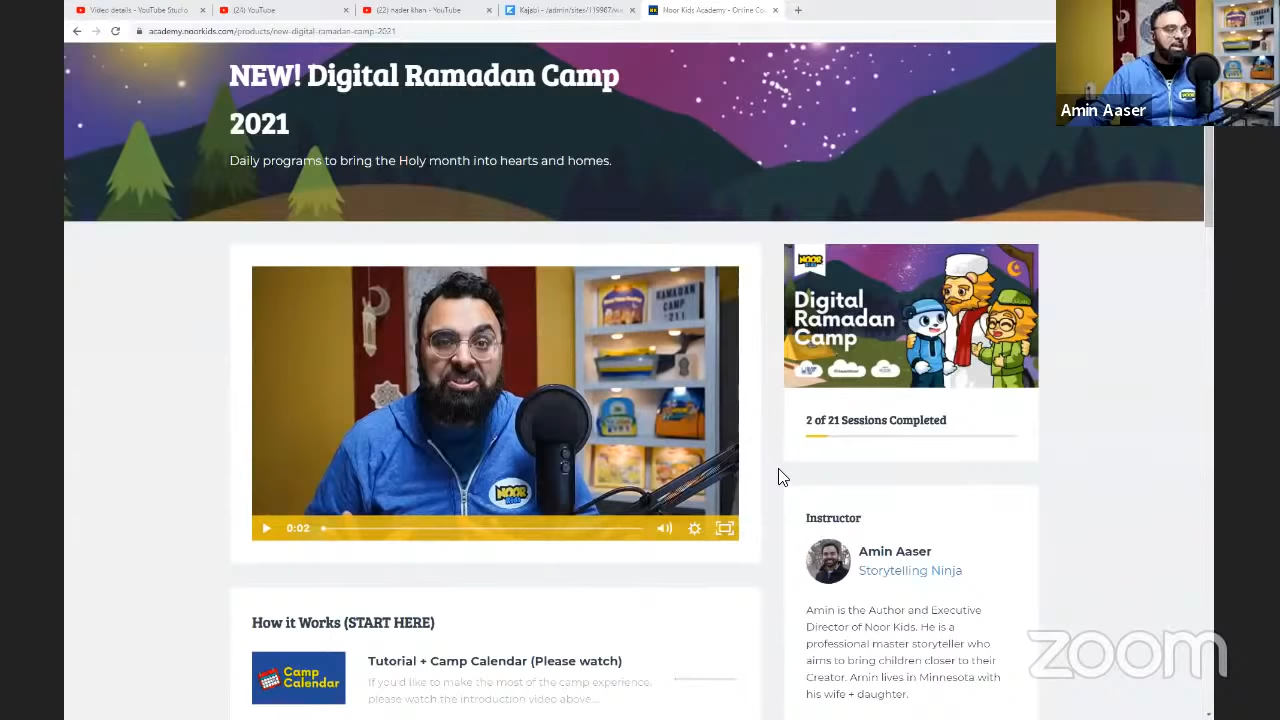 Video details - YouTube Studio
(24) YouTube
(22) nader khan - YouTube
Noor Kids Academy - Online Co
academy.noorkids.com/products/new-digital-ramadan-camp-2021
Amin Aaser
NEW! Digital Ramadan Camp
2021
Daily programs to bring the Holy month into hearts and homes.
RAMADAN
CAMP
NOOR
KIDS
0:02
NOOR
Digital
Ramadan
Camp
2 of 21 Sessions Completed
Instructor
Amin Aaser
Storytelling Ninja
Amin is the Author and Executive
Director of Noor Kids. He is a
professional master storyteller who
aims to bring children closer to their
Creator. Amin lives in Minnesota with
his wife + daughter.
How it Works (START HERE)
Camp
Calendar
Tutorial + Camp Calendar (Please watch)
If you'd like to make the most of the camp experience,
please watch the introduction video above...
zoom